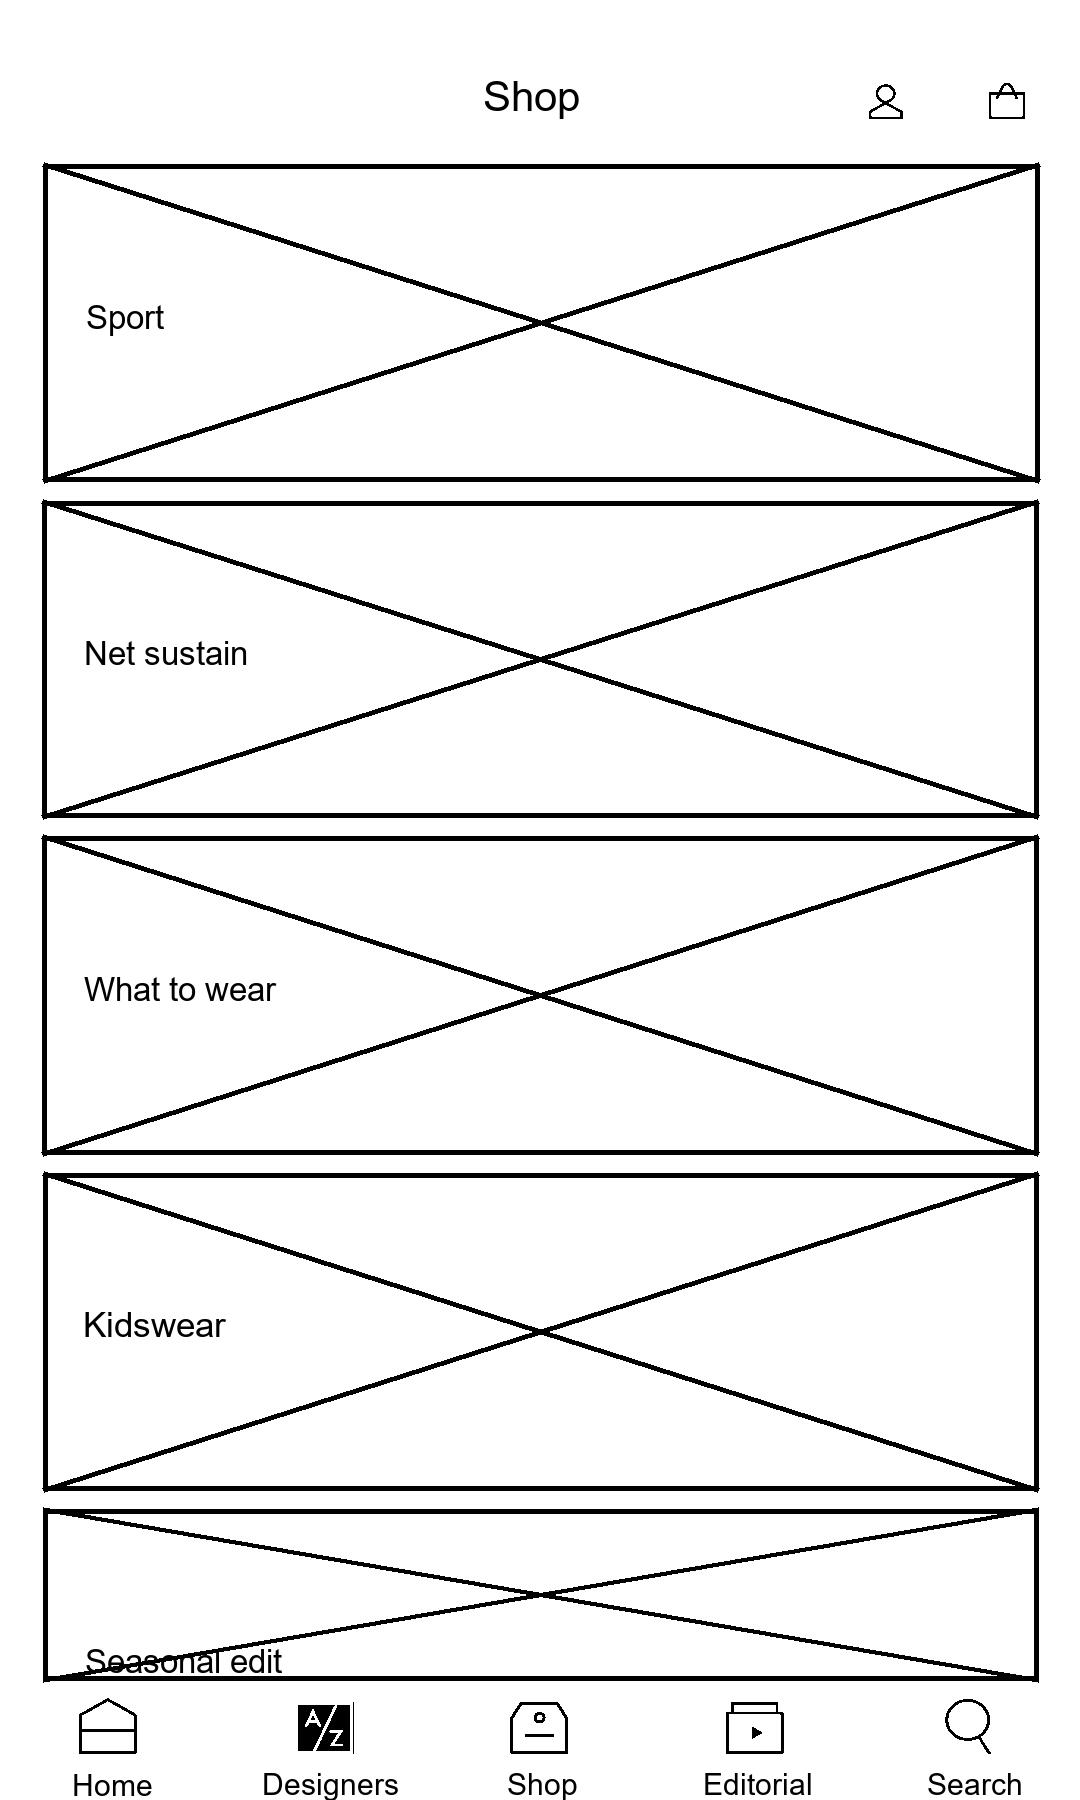 Shop
Sport
Net sustain
What to wear
Kidswear
Seasonal edit
A/Z
Home
Designers
Shop
Editorial
Search